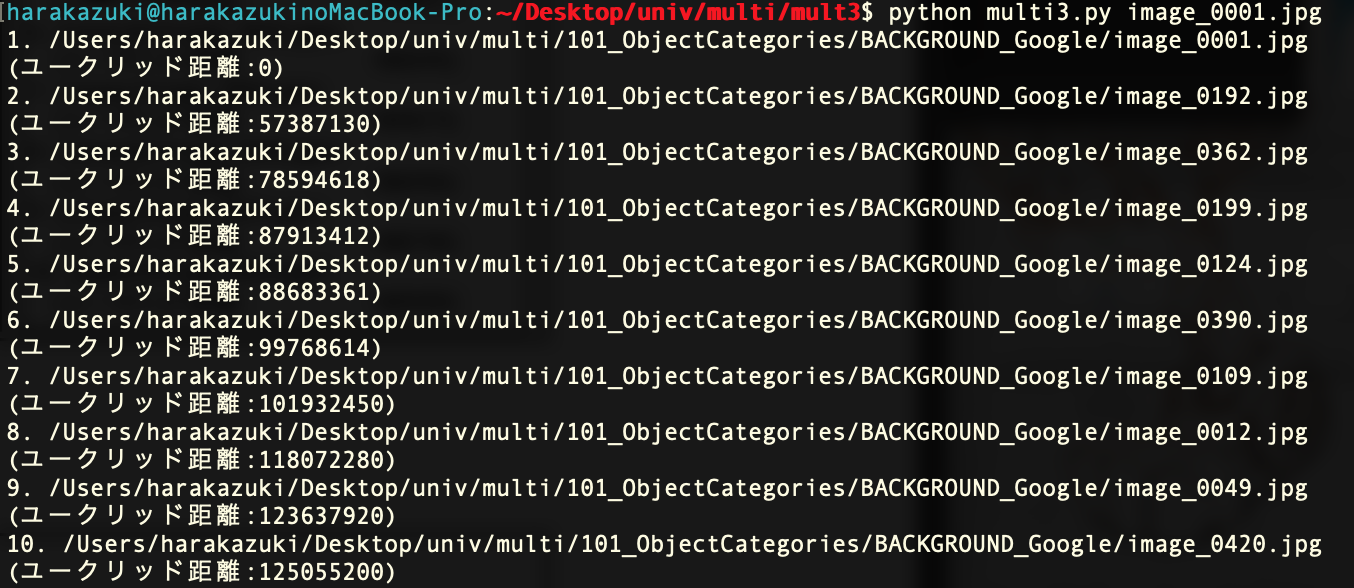 [harakazuki@harakazukinoMacBook-Pro:~/Desktop/univ/multi/mult3$ python multi3.py image_0001.jpg
1. /Users/harakazuki/Desktop/univ/multi/101_ObjectCategories/BACKGROUND_Google/image_0001.jpg
(ユークリッド距離:0)
2. /Users/harakazuki/Desktop/univ/multi/101_ObjectCategories/BACKGROUND_Google/image_0192.jpg
(ユークリッド距離:57387130)
3. /Users/harakazuki/Desktop/univ/multi/101_ObjectCategories/BACKGROUND_Google/image_0362.jpg
(ユークリッド距離:78594618)
4. /Users/harakazuki/Desktop/univ/multi/101_ObjectCategories/BACKGROUND_Google/image_0199.jpg
(ユークリッド距離:87913412)
5. /Users/harakazuki/Desktop/univ/multi/101_ObjectCategories/BACKGROUND_Google/image_0124.jpg
(ユークリッド距離:88683361)
6. /Users/harakazuki/Desktop/univ/multi/101_ObjectCategories/BACKGROUND_Google/image_0390.jpg
(ユークリッド距離:99768614)
7. /Users/harakazuki/Desktop/univ/multi/101_ObjectCategories/BACKGROUND_Google/image_0109.jpg
(ユークリッド距離:101932450)
8. /Users/harakazuki/Desktop/univ/multi/101_ObjectCategories/BACKGROUND_Google/image_0012.jpg
(ユークリッド距離:118072280)
9. /Users/harakazuki/Desktop/univ/multi/101_ObjectCategories/BACKGROUND_Google/image_0049.jpg
(ユークリッド距離:123637920)
10. /Users/harakazuki/Desktop/univ/multi/101_ObjectCategories/BACKGROUND_Google/image_0420.jpg
(ユークリッド距離:125055200)